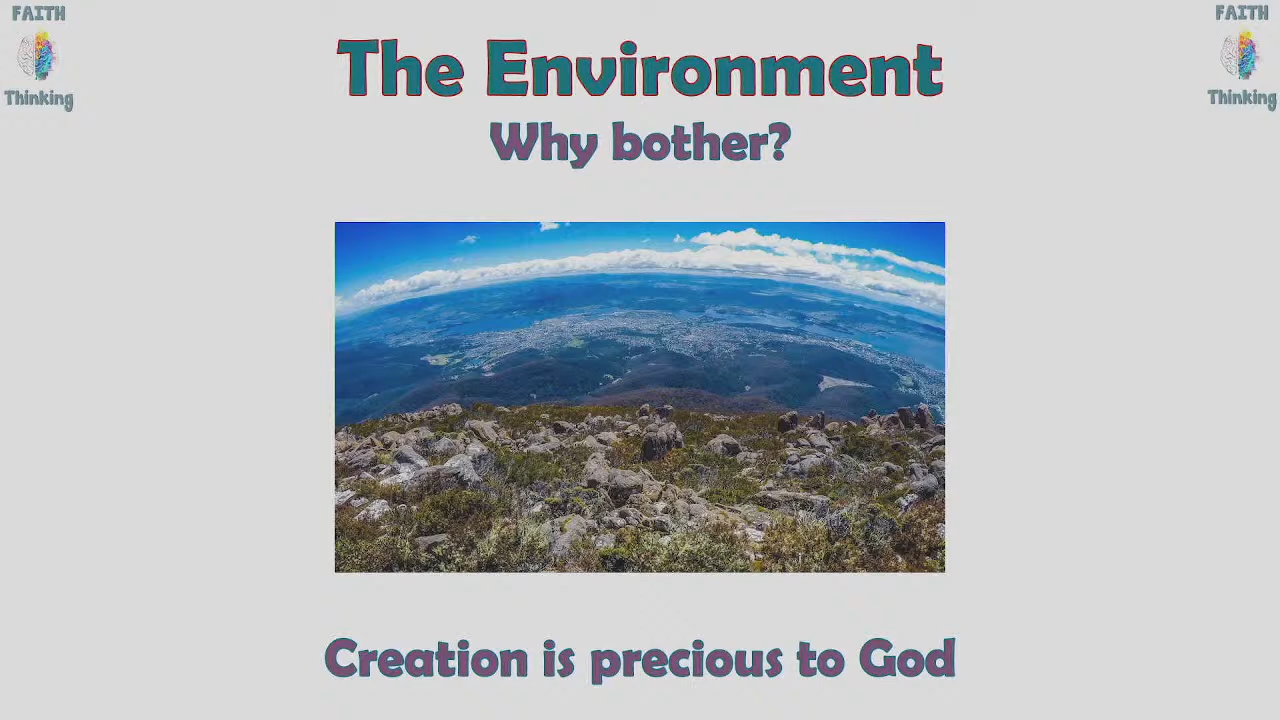 FAITH
Thinking
FAITH
Thinking
The Environment
Why bother?
Creation is precious to God